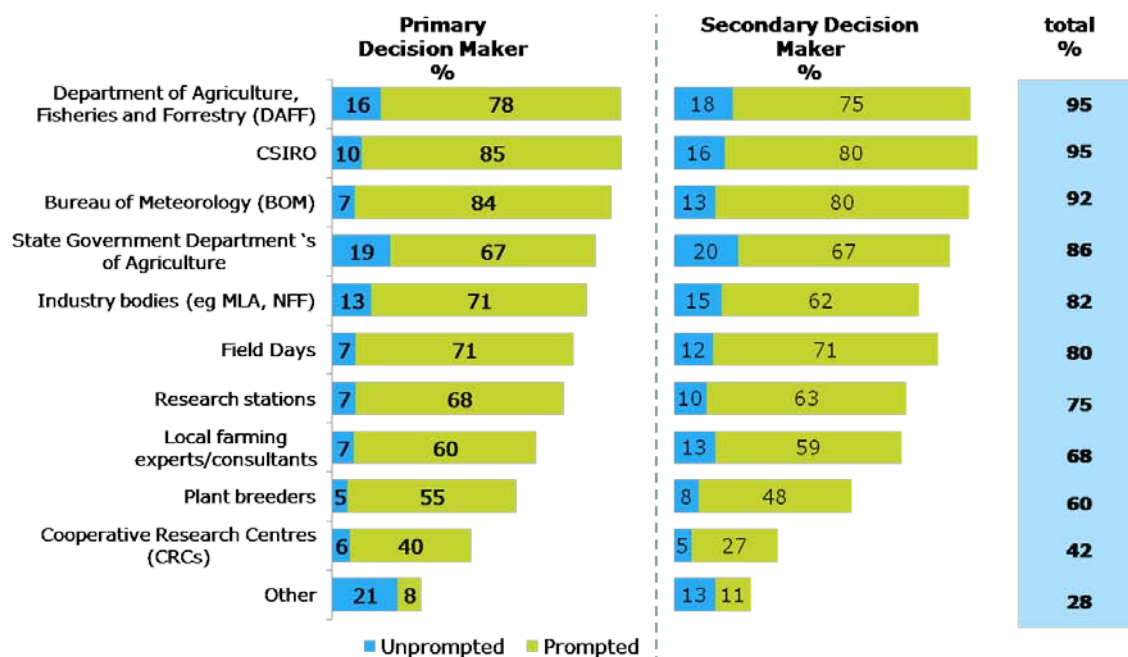 Primary
Decision Maker
%
Secondary Decision
Maker
%
total
%
Department of Agriculture,
Fisheries and Forrestry (DAFF)
16 78 18 75 95
CSIRO 10 85 16 80 95
Bureau of Meteorology (BOM) 7 84 13 80 92
State Government Department `s
of Agriculture
19 67 20 67 86
Industry bodies (eg MLA, NFF) 13 71 15 62 82
Field Days 7 71 12 71 80
Research stations 7 68 10 63 75
Local farming
experts/consultants
7 60 13 59 68
Plant breeders 5 55 8 48 60
Cooperative Research Centres
(CRCs)
6 40 5 27 42
Other 21 8 13 11 28
Unprompted Prompted